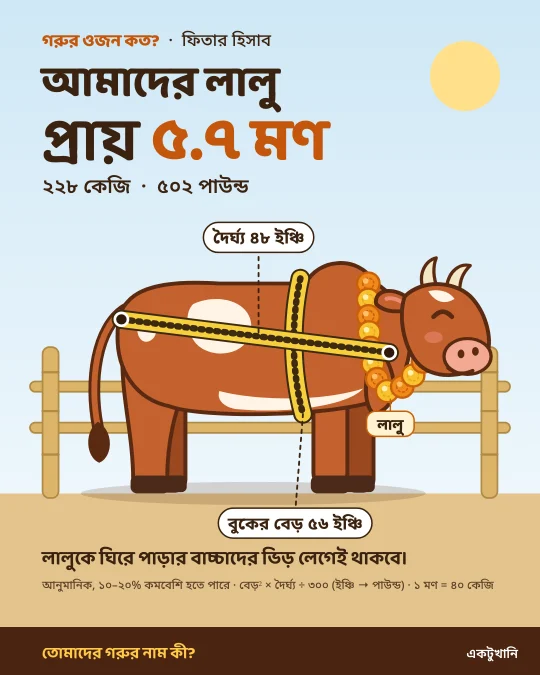 গরুর ওজন কত? · ফিতার হিসাব
আমাদের লালু
প্রায় ৫.৭ মণ
২২৮ কেজি · ৫০২ পাউন্ড
দৈর্ঘ্য ৪৮ ইঞ্চি
লালু
বুকের বেড় ৫৬ ইঞ্চি
লালুকে ঘিরে পাড়ার বাচ্চাদের ভিড় লেগেই থাকবে।
আনুমানিক, ১০–২০% কমবেশি হতে পারে · বেড়² × দৈর্ঘ্য ÷ ৩০০ (ইঞ্চি → পাউন্ড) · ১ মণ = ৪০ কেজি
তোমাদের গরুর নাম কী?
একটুখানি